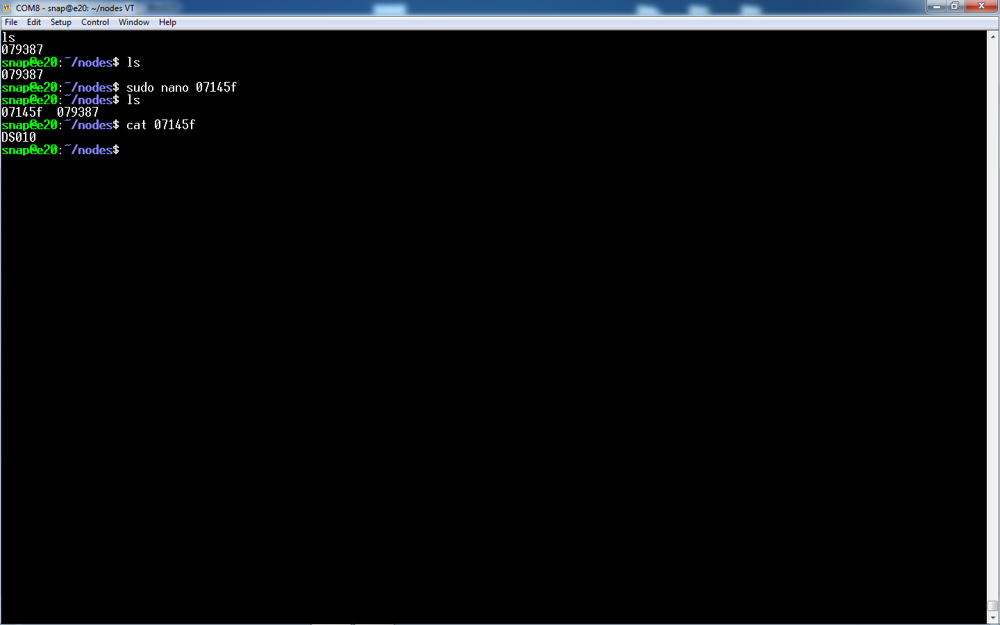 COM8 - snap@e20: ~/nodes VT
File Edit Setup Control Window Help
ls
079387
snap@e20:~/nodes$ ls
079387
snap@e20:~/nodes$ sudo nano 07145f
snap@e20:~/nodes$ ls
07145f  079387
snap@e20:~/nodes$ cat 07145f
DS010
snap@e20:~/nodes$